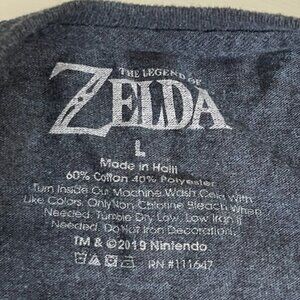 THE LEGEND OF
ZELDA
L
Made in Haiti
60% Cotton 40% Polyester
Turn Inside Out Machine Wash Cold With
Like Colors. Only Non Chlorine Bleach When
Needed. Tumble Dry Low. Low Iron If
Needed. Do Not Iron Decoration.
TM & ©2019 Nintendo
RN #111647